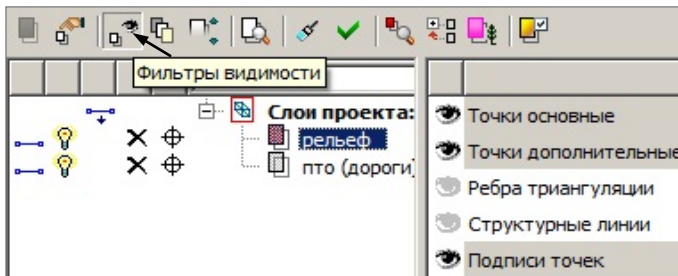 Фильтры видимости
Слои проекта:
рельеф
пто (дороги)
Точки основные
Точки дополнительные
Ребра триангуляции
Структурные линии
Подписи точек